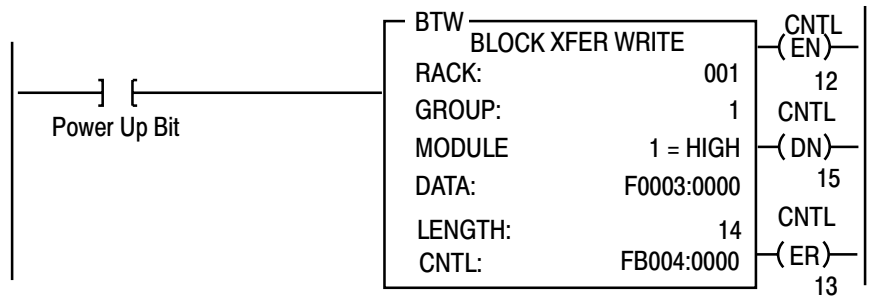 BTW
BLOCK XFER WRITE
RACK: 001
GROUP: 1
MODULE 1 = HIGH
DATA: F0003:0000
LENGTH: 14
CNTL: FB004:0000
Power Up Bit
CNTL
(EN)
12
CNTL
(DN)
15
CNTL
(ER)
13